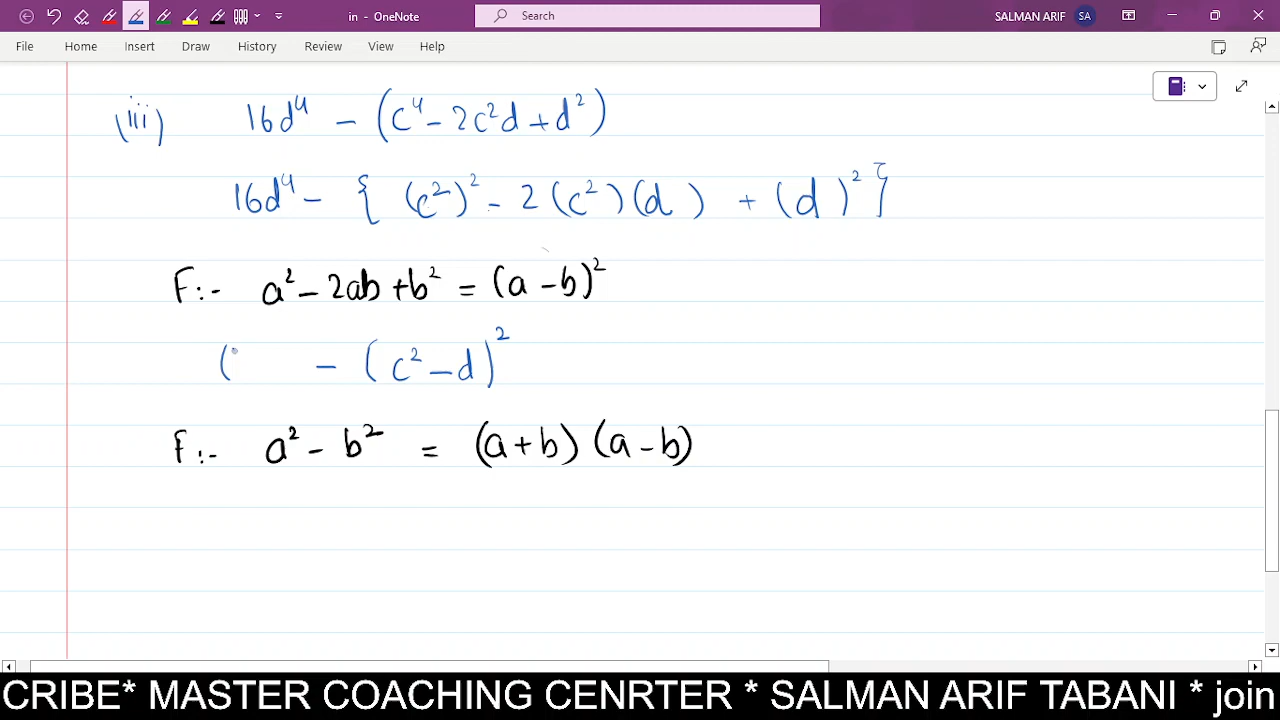 in - OneNote
Search
SALMAN ARIF SA
File Home Insert Draw History Review View Help
(iii) 16d⁴ - (c⁴ - 2c²d + d²)
16d⁴ - { (c²)² - 2 (c²) (d) + (d)² }
F:- a² - 2ab + b² = (a - b)²
( - (c² - d)²
F:- a² - b² = (a + b) (a - b)
CRIBE* MASTER COACHING CENRTER * SALMAN ARIF TABANI * join